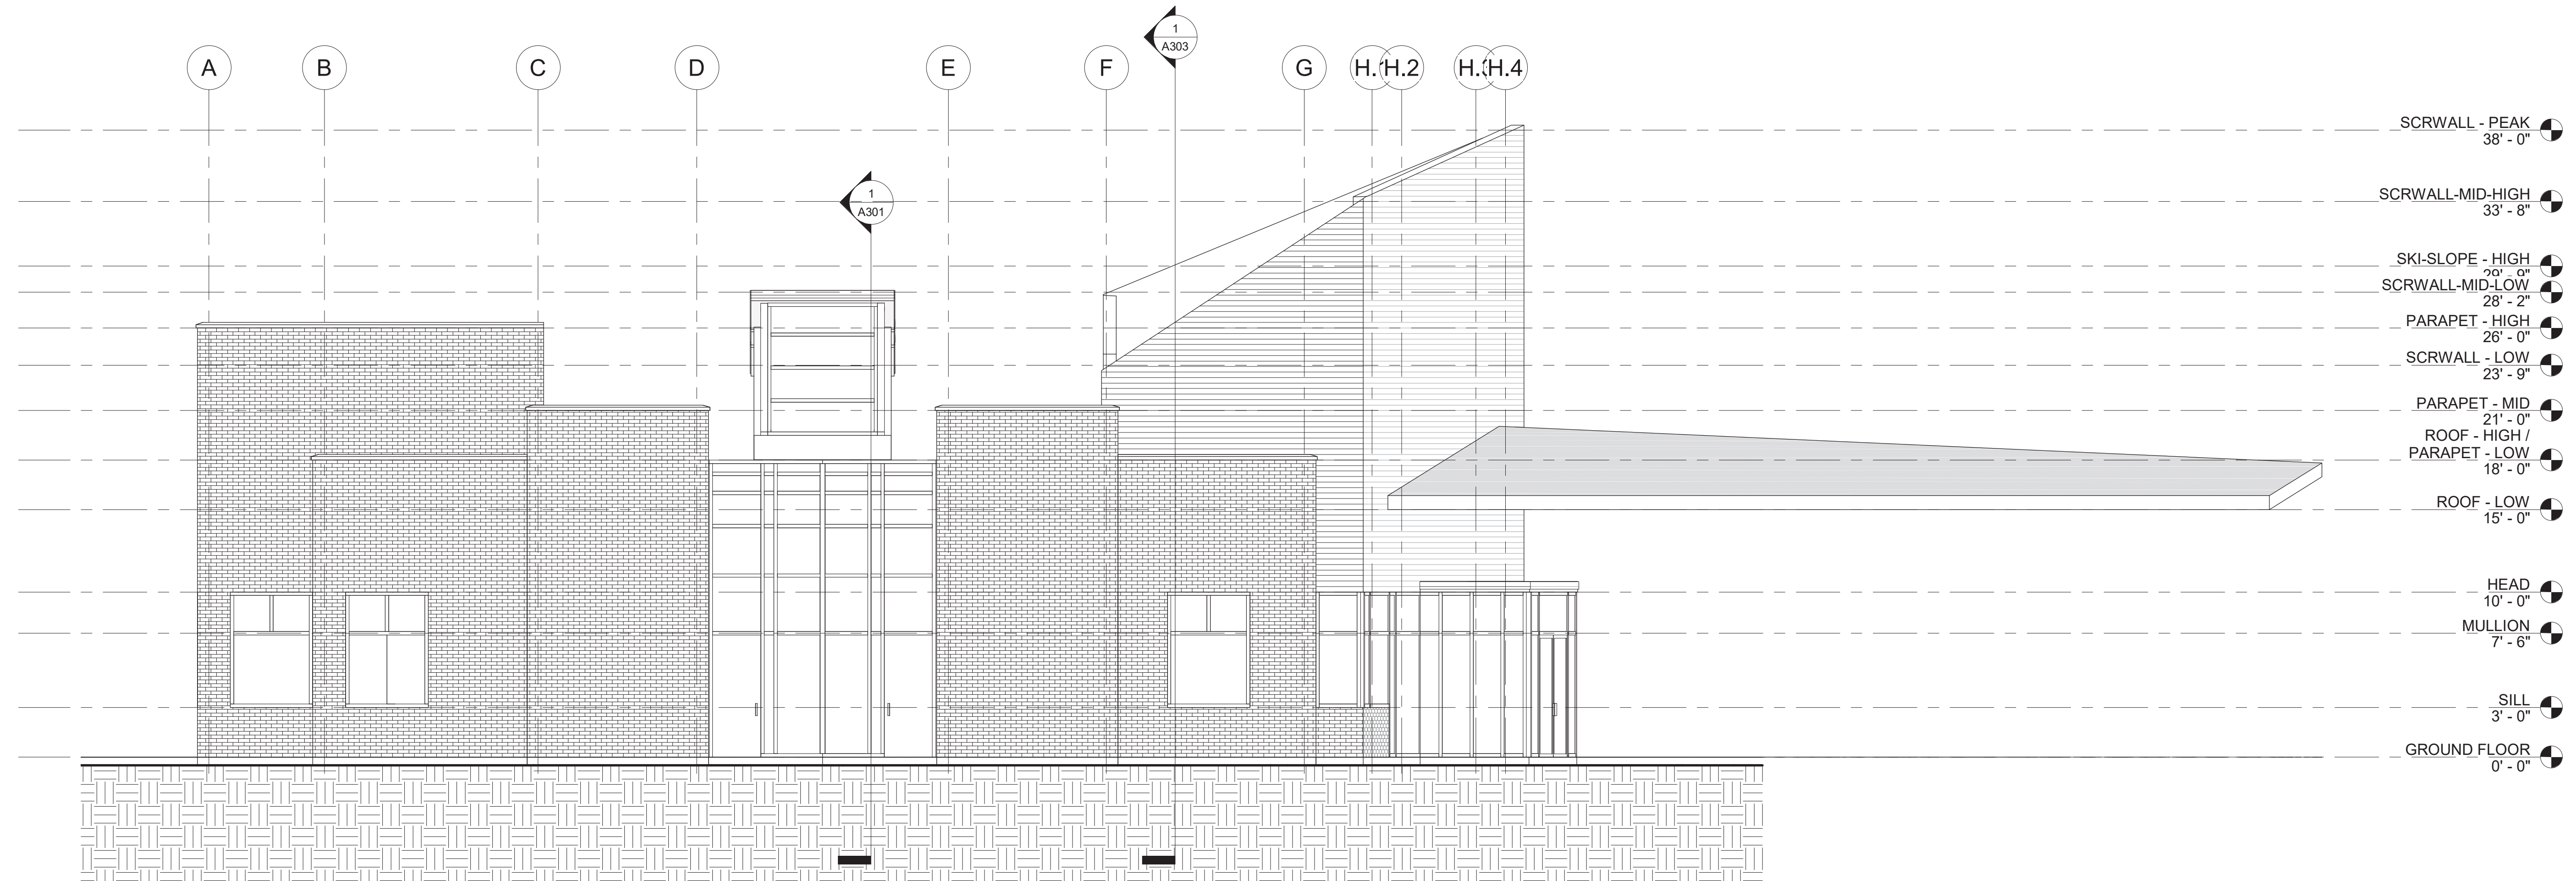 1
A303
A
B
C
D
E
F
G
H.
H.2
H.
H.4
1
A301
SCRWALL - PEAK
38' - 0"
SCRWALL-MID-HIGH
33' - 8"
SKI-SLOPE - HIGH
29' - 9"
SCRWALL-MID-LOW
28' - 2"
PARAPET - HIGH
26' - 0"
SCRWALL - LOW
23' - 9"
PARAPET - MID
21' - 0"
ROOF - HIGH /
PARAPET - LOW
18' - 0"
ROOF - LOW
15' - 0"
HEAD
10' - 0"
MULLION
7' - 6"
SILL
3' - 0"
GROUND FLOOR
0' - 0"